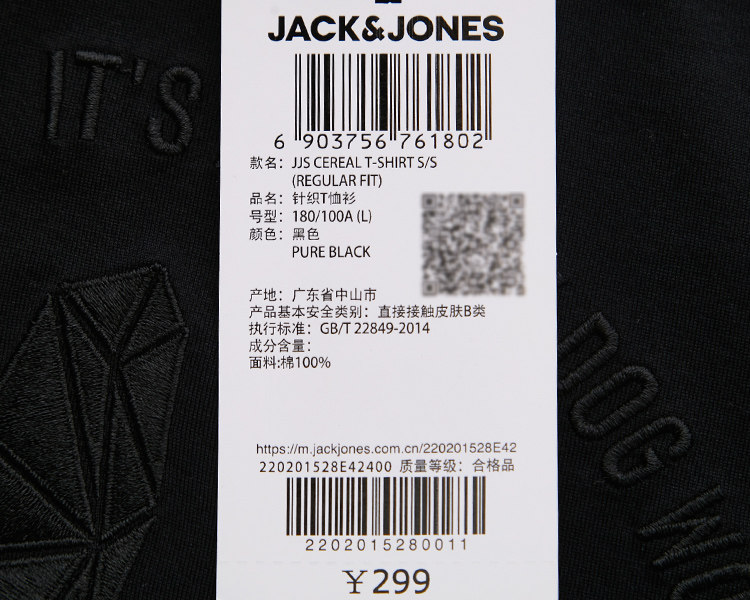 IT'S
JACK&JONES
6 903756 761802
款名： JJS CEREAL T-SHIRT S/S
(REGULAR FIT)
品名： 针织T恤衫
号型： 180/100A (L)
颜色： 黑色
PURE BLACK
产地： 广东省中山市
产品基本安全类别：直接接触皮肤B类
执行标准：GB/T 22849-2014
成分含量：
面料:棉100%
DOG WO
https://m.jackjones.com.cn/220201528E42
220201528E42400 质量等级：合格品
2202015280011
￥299